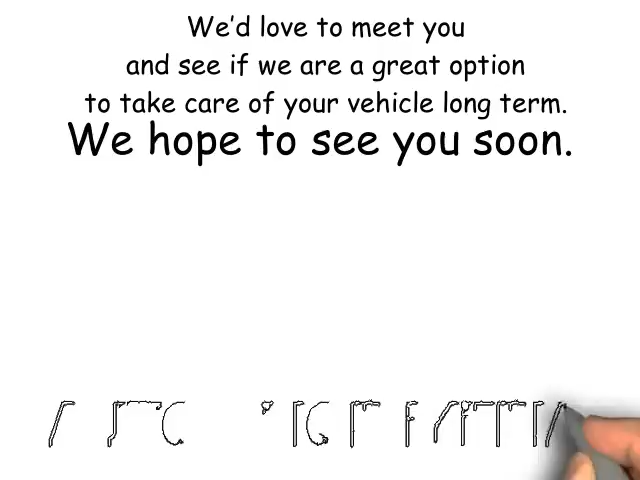 We’d love to meet you
and see if we are a great option
to take care of your vehicle long term.
We hope to see you soon.